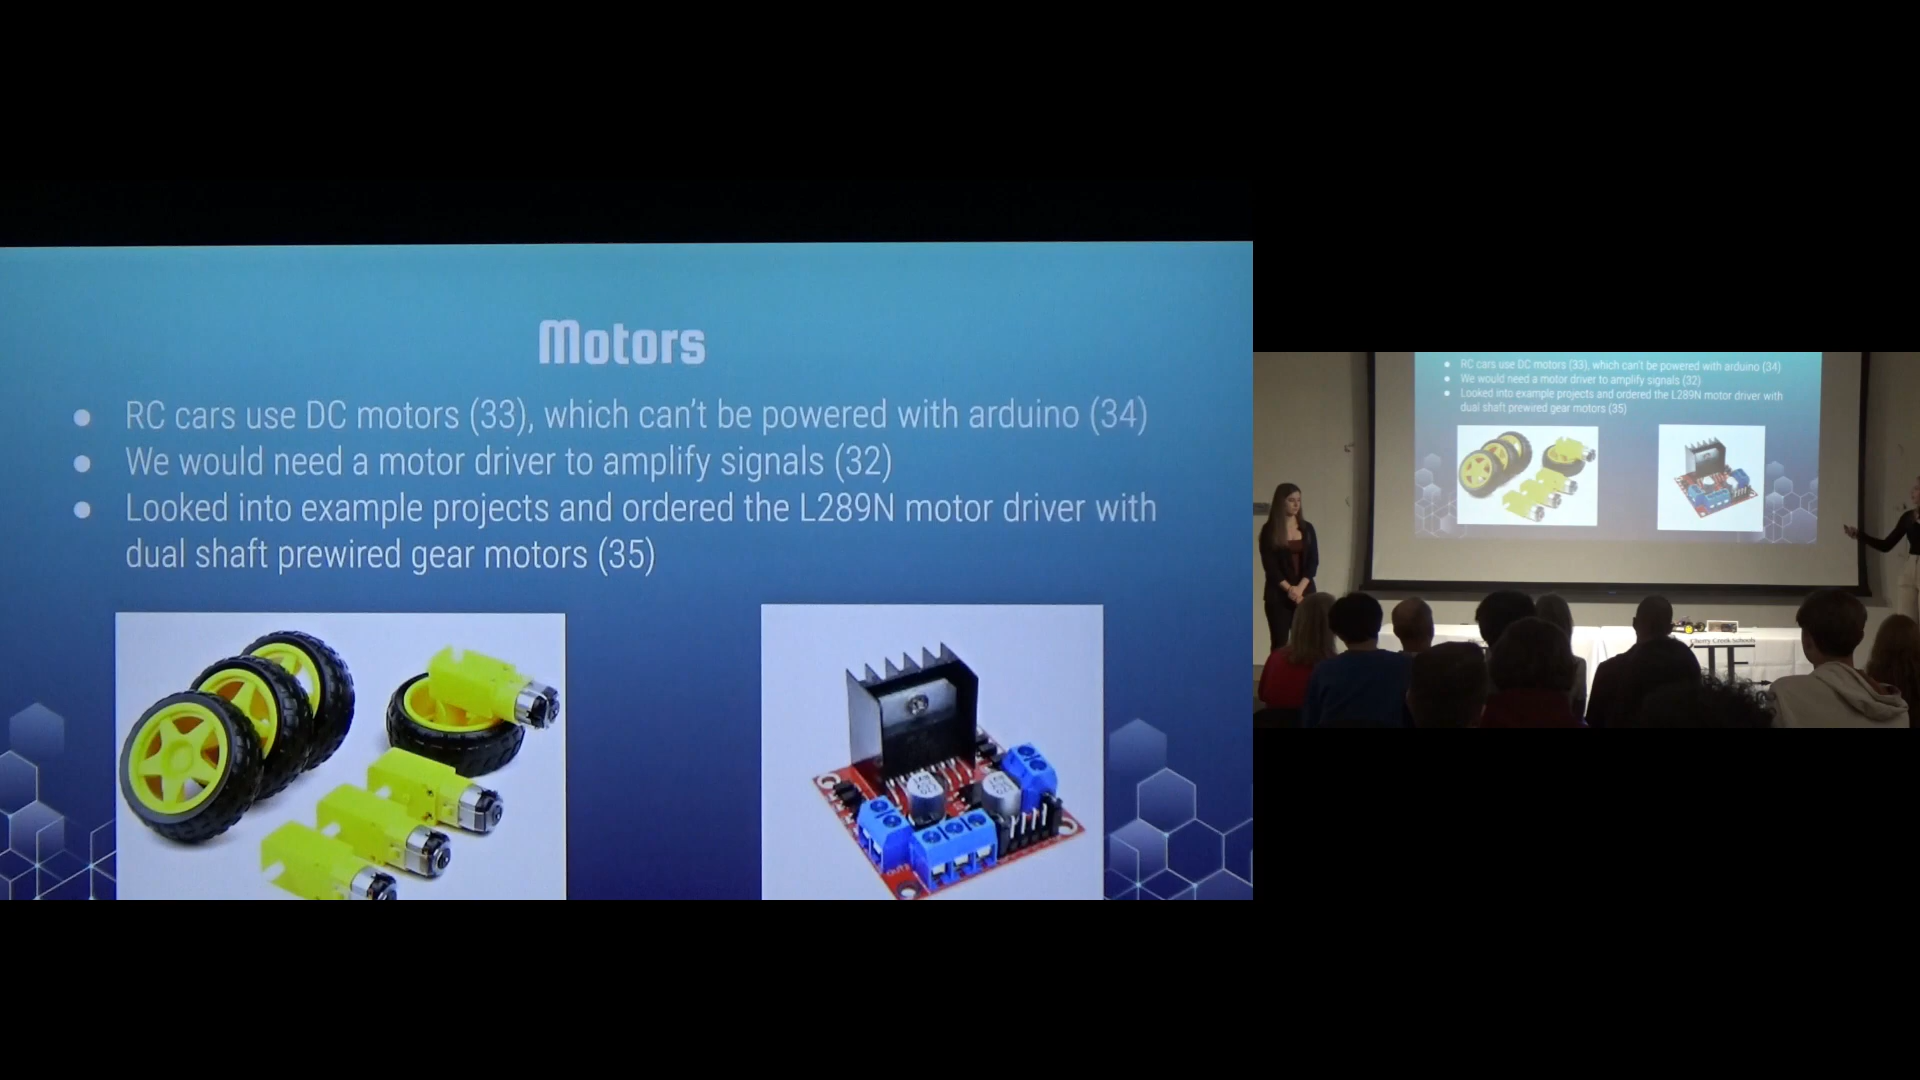 Motors
● RC cars use DC motors (33), which can't be powered with arduino (34)
● We would need a motor driver to amplify signals (32)
● Looked into example projects and ordered the L289N motor driver with
dual shaft prewired gear motors (35)
● RC cars use DC motors (33), which can't be powered with arduino (34)
● We would need a motor driver to amplify signals (32)
● Looked into example projects and ordered the L289N motor driver with
dual shaft prewired gear motors (35)
Cherry Creek Schools